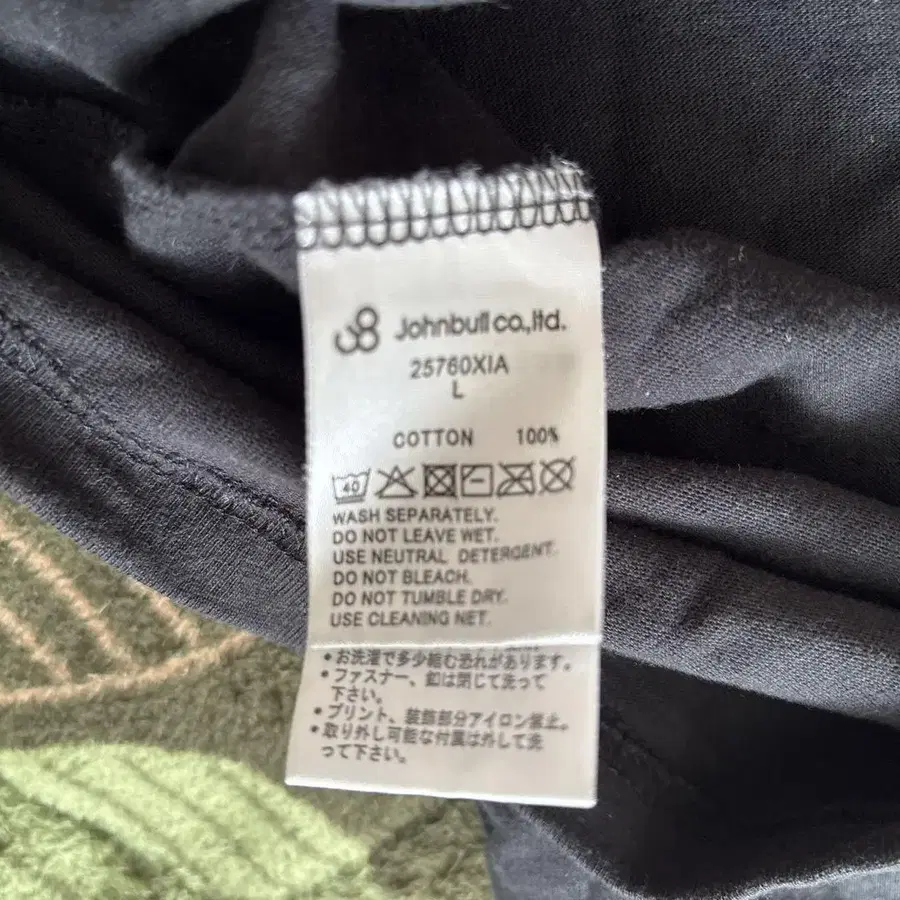 Johnbull co.,ltd.
25760XIA
L
COTTON 100%
40
WASH SEPARATELY.
DO NOT LEAVE WET.
USE NEUTRAL DETERGENT.
DO NOT BLEACH.
DO NOT TUMBLE DRY.
USE CLEANING NET.
•お洗濯で多少縮む恐れがあります。
•ファスナー、釦は閉じて洗って
下さい。
•プリント、装飾部分アイロン禁止。
•取り外し可能な付属は外して洗
って下さい。